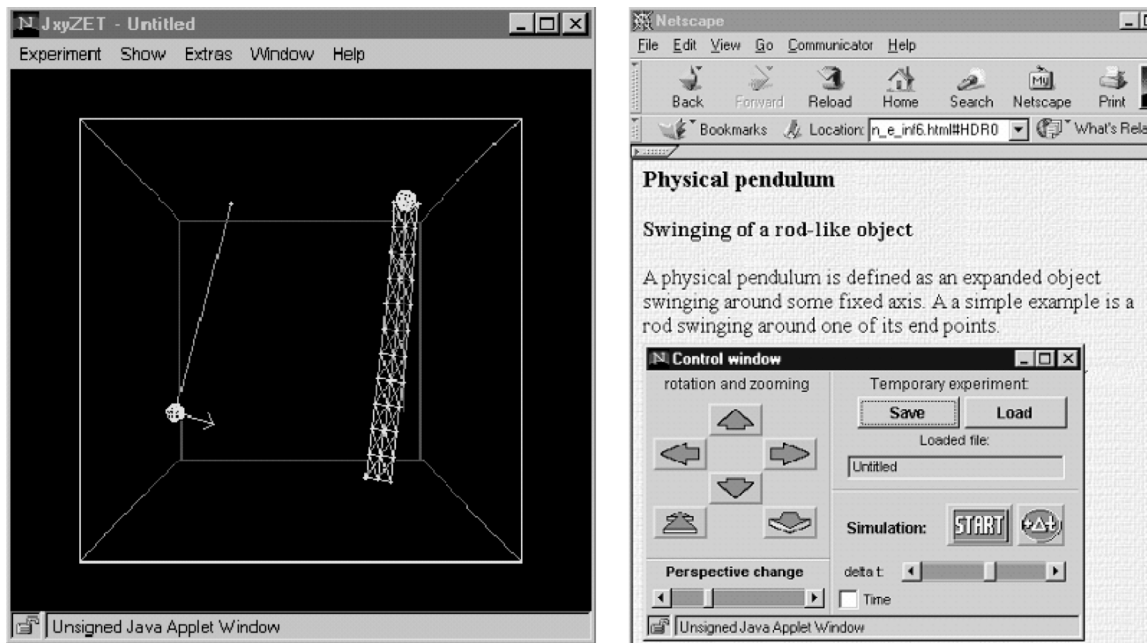 JxyZET - Untitled
Experiment Show Extras Window Help
Unsigned Java Applet Window
Netscape
File Edit View Go Communicator Help
Back Forward Reload Home Search Netscape Print
My
Bookmarks Location: n_e_inf6.html#HDR0 What's Rela
Physical pendulum
Swinging of a rod-like object
A physical pendulum is defined as an expanded object
swinging around some fixed axis. A a simple example is a
rod swinging around one of its end points.
Control window
rotation and zooming
Temporary experiment:
Save Load
Loaded file:
Untitled
Simulation: START +Δt
Perspective change
delta t:
Time
Unsigned Java Applet Window